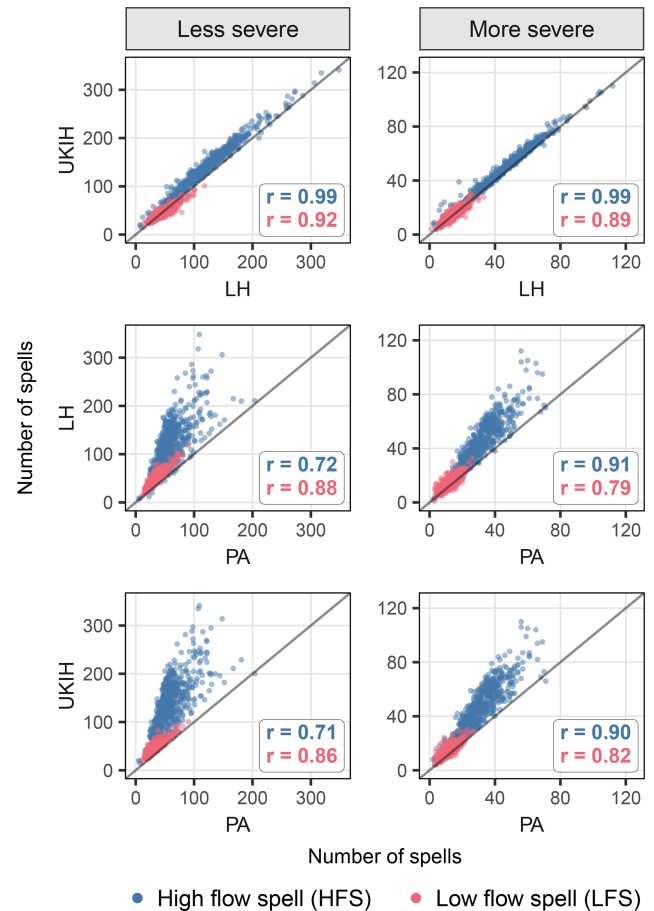 Less severe
More severe
300
200
100
0
UKIH
r = 0.99
r = 0.92
0 100 200 300
LH
120
80
40
0
r = 0.99
r = 0.89
0 40 80 120
LH
Number of spells
300
200
100
0
LH
r = 0.72
r = 0.88
0 100 200 300
PA
120
80
40
0
r = 0.91
r = 0.79
0 40 80 120
PA
300
200
100
0
UKIH
r = 0.71
r = 0.86
0 100 200 300
PA
120
80
40
0
r = 0.90
r = 0.82
0 40 80 120
PA
Number of spells
High flow spell (HFS) Low flow spell (LFS)